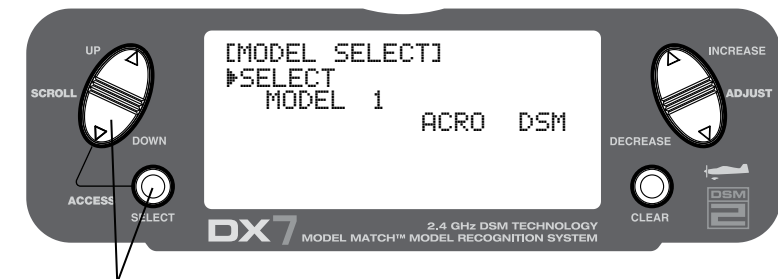 UP
SCROLL
DOWN
ACCESS
SELECT
[MODEL SELECT]
▶SELECT
MODEL 1
ACRO DSM
INCREASE
ADJUST
DECREASE
CLEAR
DSM
2
DX7
2.4 GHz DSM TECHNOLOGY
MODEL MATCH™ MODEL RECOGNITION SYSTEM